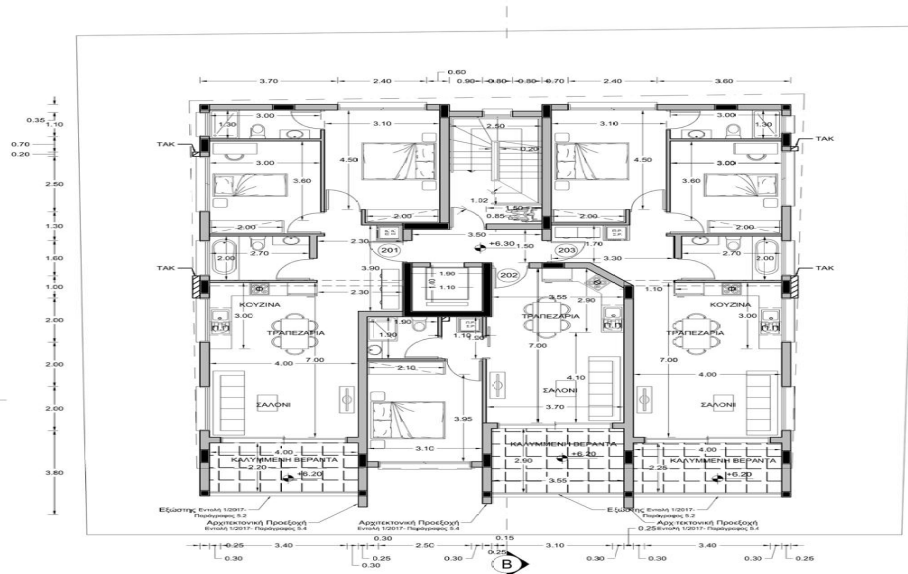 0.60
3.70 2.40 0.90 0.80 0.80 0.70 2.40 3.60
0.35
1.10
0.70
0.20
2.50
1.30
1.60
1.00
2.00
2.00
2.00
3.80
TAK
TAK
TAK
TAK
3.00
1.30
3.10
4.50
3.00
3.60
2.00
2.00
2.50
0.20
1.02
1.50
0.85
3.10
4.50
2.00
3.00
1.30
3.00
3.60
2.00
2.30
201
3.50
+6.30
1.50
203
1.70
3.30
2.00
2.70
3.90
2.30
1.90
1.10
202
2.70
2.00
1.10
ΚΟΥΖΙΝΑ
3.00
ΤΡΑΠΕΖΑΡΙΑ
7.00
4.00
ΣΑΛΟΝΙ
1.90
1.90
1.10
2.10
3.95
3.10
3.55
2.90
ΤΡΑΠΕΖΑΡΙΑ
7.00
4.10
ΣΑΛΟΝΙ
3.70
ΚΟΥΖΙΝΑ
ΤΡΑΠΕΖΑΡΙΑ
7.00
4.00
ΣΑΛΟΝΙ
4.00
ΚΑΛΥΜΜΕΝΗ ΒΕΡΑΝΤΑ
2.20
+6.20
ΚΑΛΥΜΜΕΝΗ ΒΕΡΑΝΤΑ
2.90
+6.20
3.55
4.00
2.25
ΚΑΛΥΜΜΕΝΗ ΒΕΡΑΝΤΑ
+6.20
Εξώστης Εντολή 1/2017-
Παράγραφος 5.2
Αρχιτεκτονική Προεξοχή
Εντολή 1/2017- Παράγραφος 5.4
Αρχιτεκτονική Προεξοχή
Εντολή 1/2017- Παράγραφος 5.4
Εξώστης Εντολή 1/2017-
Παράγραφος 5.2
Αρχιτεκτονική Προεξοχή
Εντολή 1/2017- Παράγραφος 5.4
0.25
0.30 0.15
0.25 3.40 2.50 0.25 3.10 3.40 0.25
0.30 0.30 0.30 0.30 0.30 0.30
0.30
B